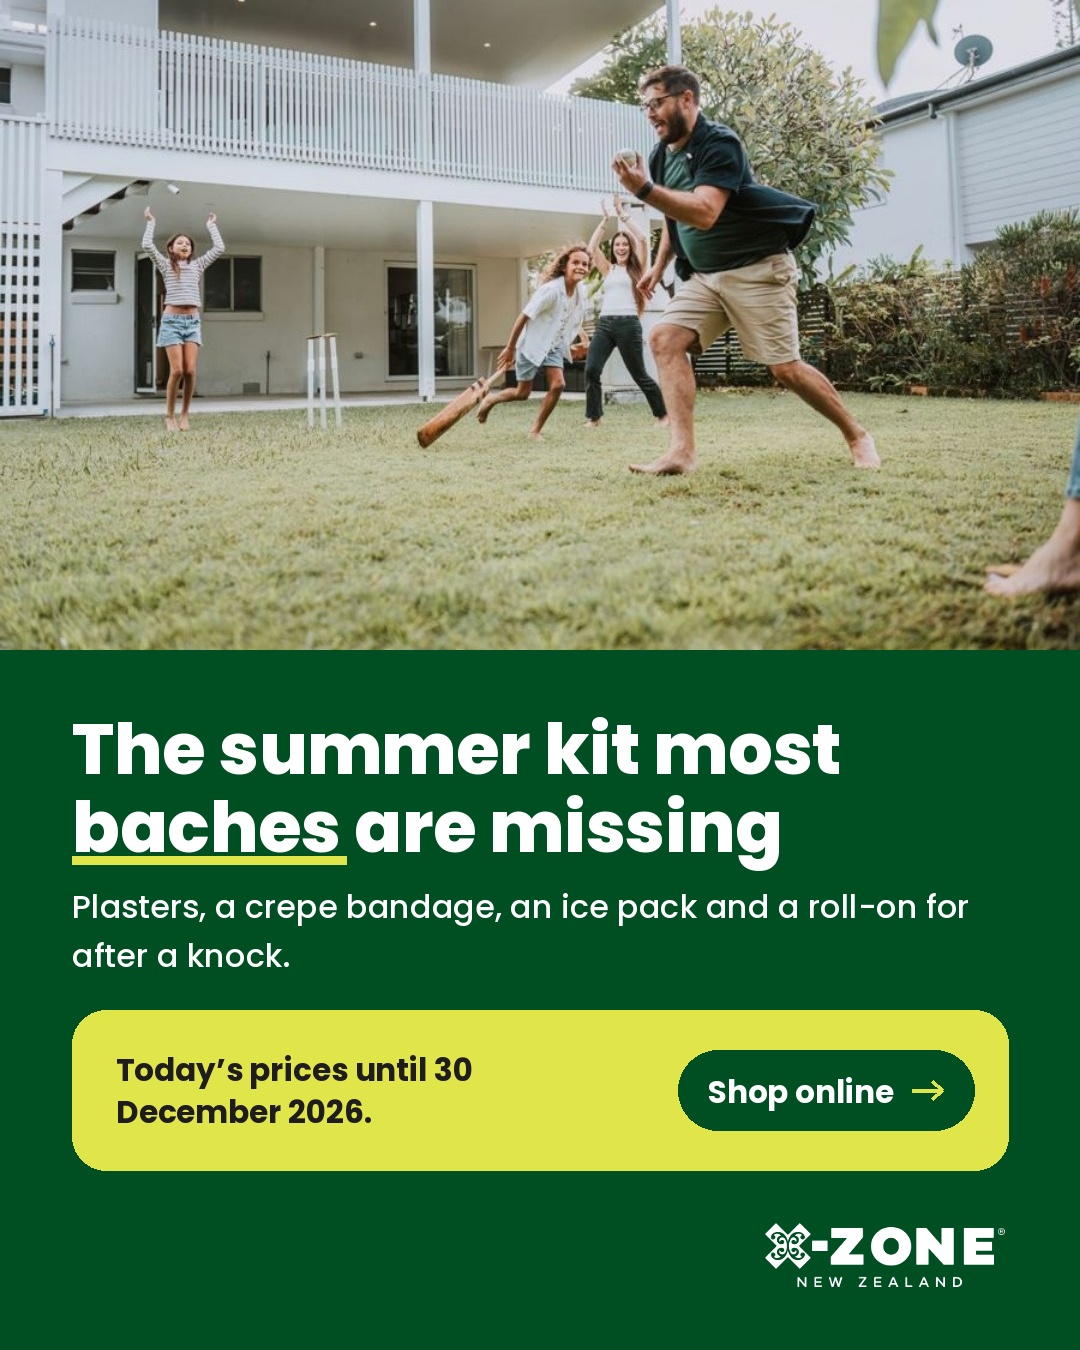 The summer kit most
baches are missing
Plasters, a crepe bandage, an ice pack and a roll-on for
after a knock.
Today’s prices until 30
December 2026.
Shop online →
X-ZONE®
NEW ZEALAND